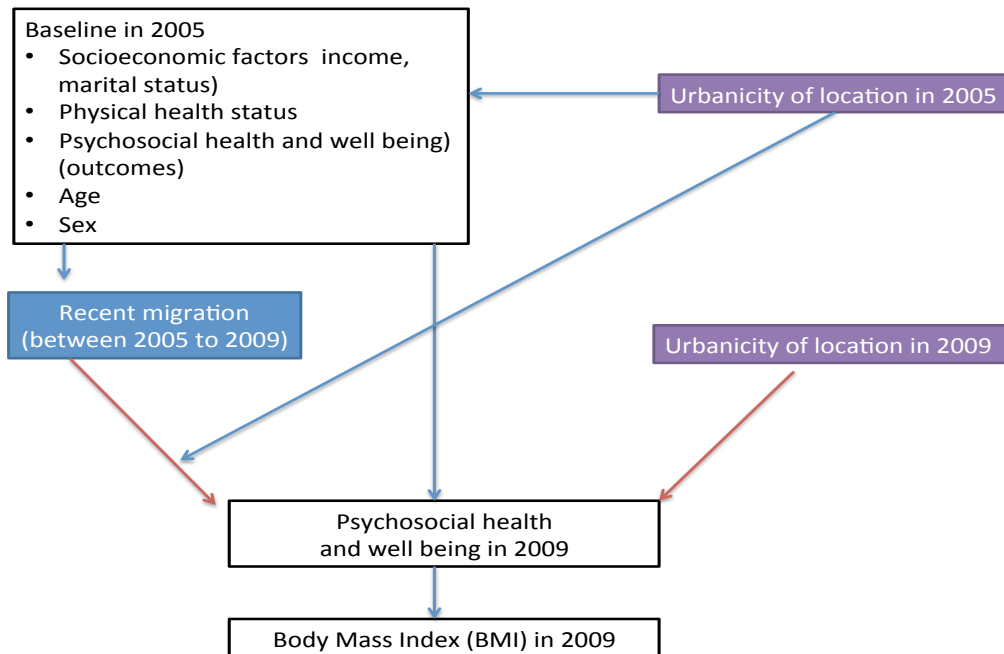 Baseline in 2005
• Socioeconomic factors income,
marital status)
• Physical health status
• Psychosocial health and well being)
(outcomes)
• Age
• Sex
Urbanicity of location in 2005
Recent migration
(between 2005 to 2009)
Urbanicity of location in 2009
Psychosocial health
and well being in 2009
Body Mass Index (BMI) in 2009